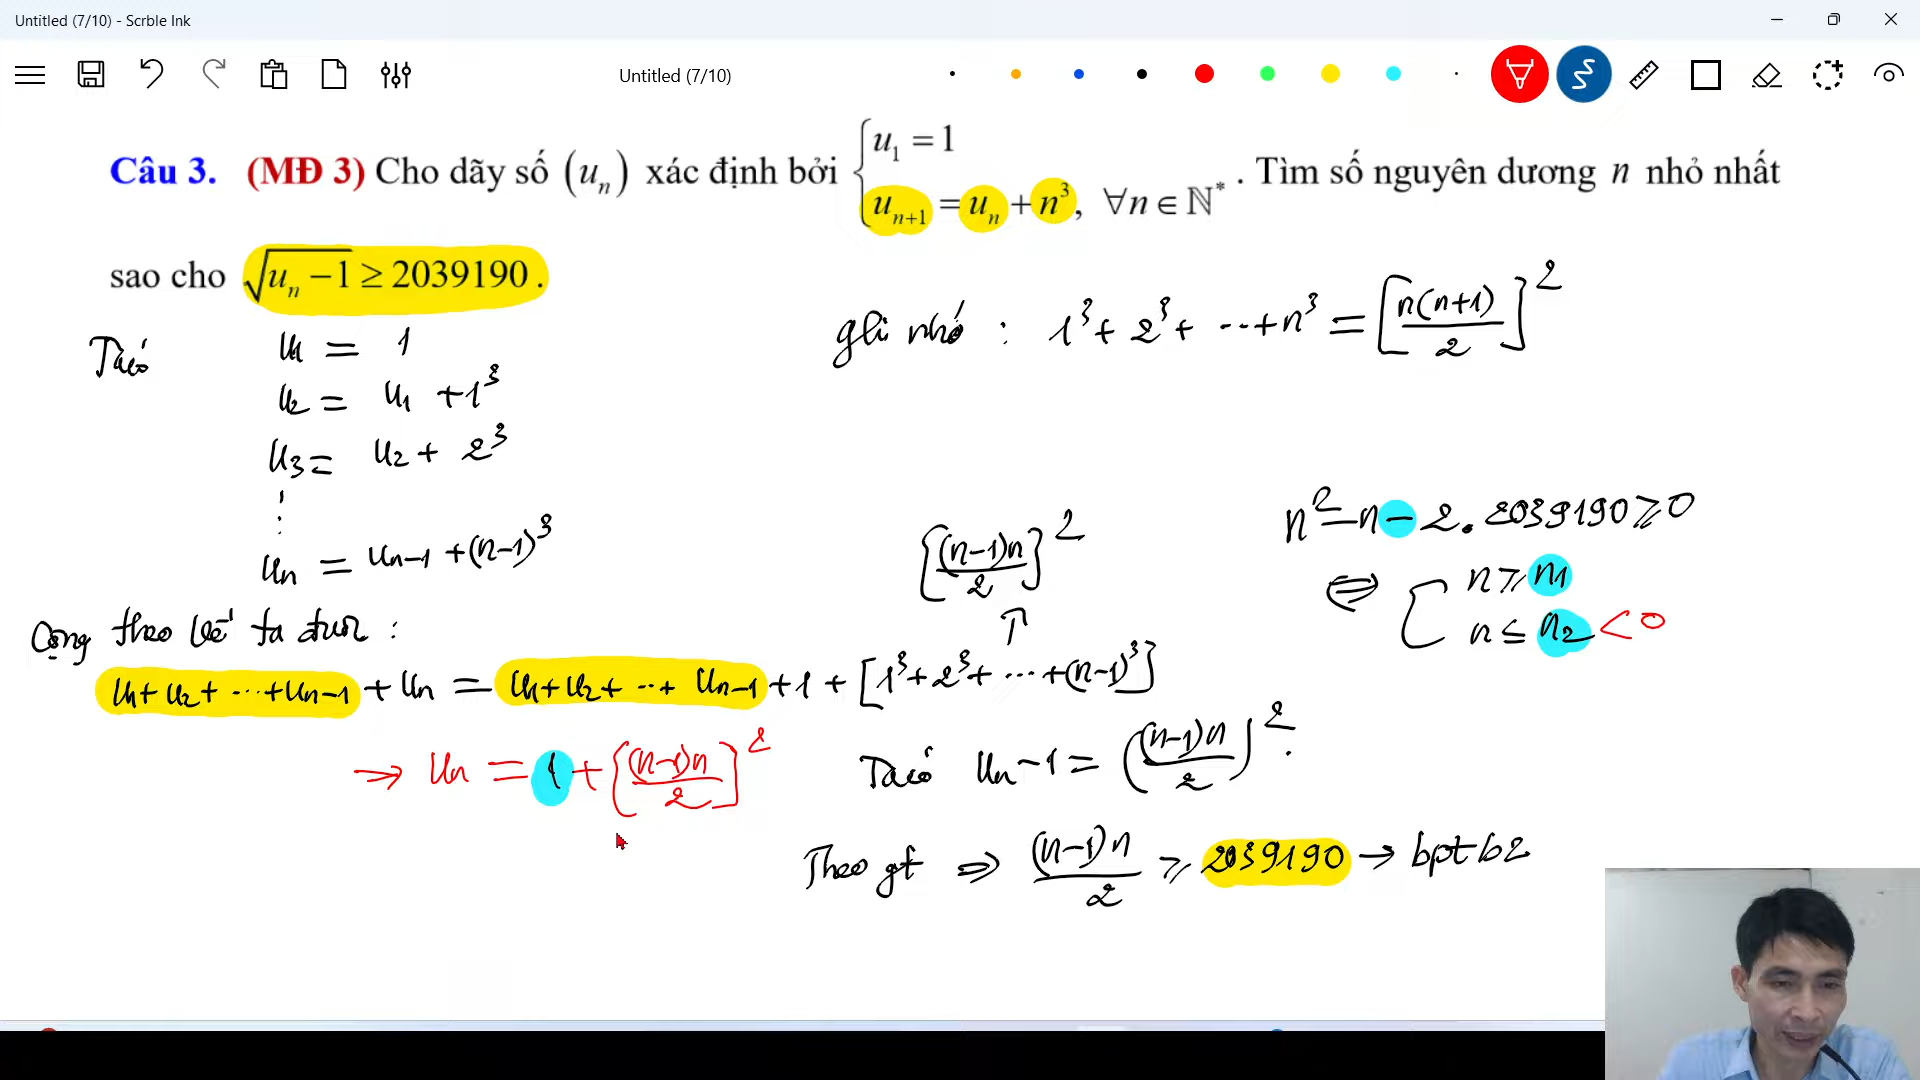 Untitled (7/10) - Scrble Ink
Untitled (7/10)
Câu 3. (MĐ 3) Cho dãy số (uₙ) xác định bởi { u₁ = 1 ; uₙ₊₁ = uₙ + n³, ∀n ∈ ℕ* . Tìm số nguyên dương n nhỏ nhất
sao cho √(uₙ − 1) ≥ 2039190 .
ghi nhớ : 1³ + 2³ + ... + n³ = [n(n+1)/2]²
Ta có u₁ = 1
u₂ = u₁ + 1³
u₃ = u₂ + 2³
⋮
uₙ = uₙ₋₁ + (n−1)³
Cộng theo vế ta được :
[(n−1)n/2]²
⇑
u₁ + u₂ + ... + uₙ₋₁ + uₙ = u₁ + u₂ + ... + uₙ₋₁ + 1 + [1³ + 2³ + ... + (n−1)³]
→ uₙ = 1 + [(n−1)n/2]²
Ta có uₙ − 1 = ((n−1)n/2)² .
Theo gt ⇒ (n−1)n/2 ≥ 2039190 → bpt b2
n² − n − 2. 2039190 ≥ 0
⇔ [ n ≥ n₁
n ≤ n₂ < 0